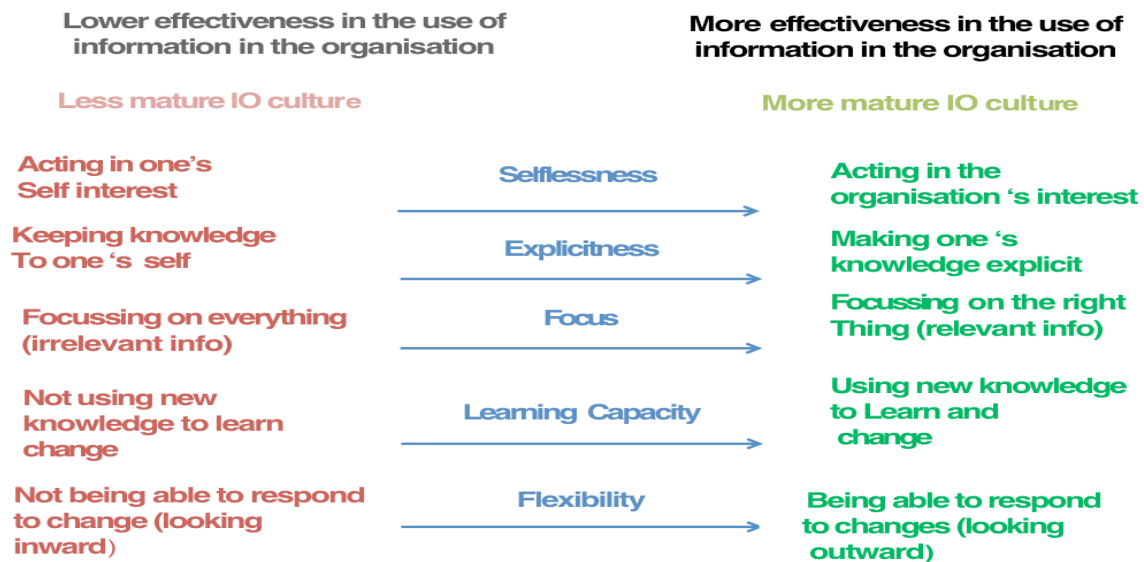 Lower effectiveness in the use of
information in the organisation
More effectiveness in the use of
information in the organisation
Less mature IO culture
More mature IO culture
Acting in one's
Self interest
Selflessness
Acting in the
organisation 's interest
Keeping knowledge
To one 's self
Explicitness
Making one 's
knowledge explicit
Focussing on everything
(irrelevant info)
Focus
Focussing on the right
Thing (relevant info)
Not using new
knowledge to learn
change
Learning Capacity
Using new knowledge
to Learn and
change
Not being able to respond
to change (looking
inward)
Flexibility
Being able to respond
to changes (looking
outward)